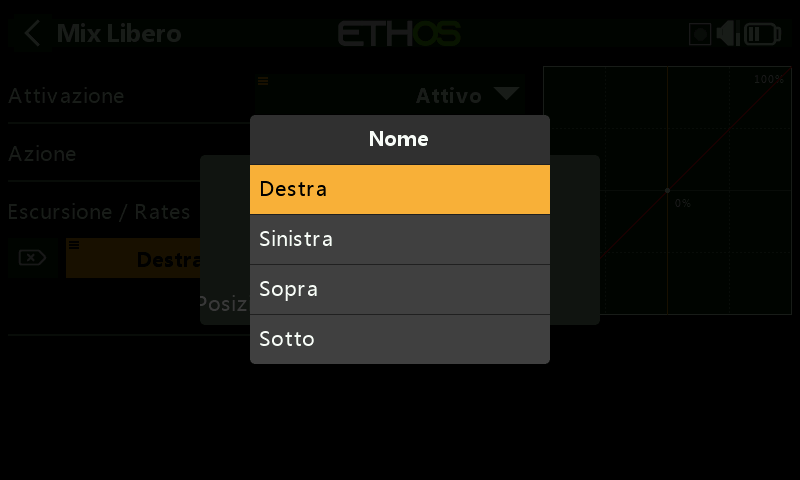 Mix Libero
ETHOS
Attivazione
Attivo
100%
Azione
Nome
Destra
Escursione / Rates
0%
Sinistra
Destra
Sopra
Posiz
Sotto